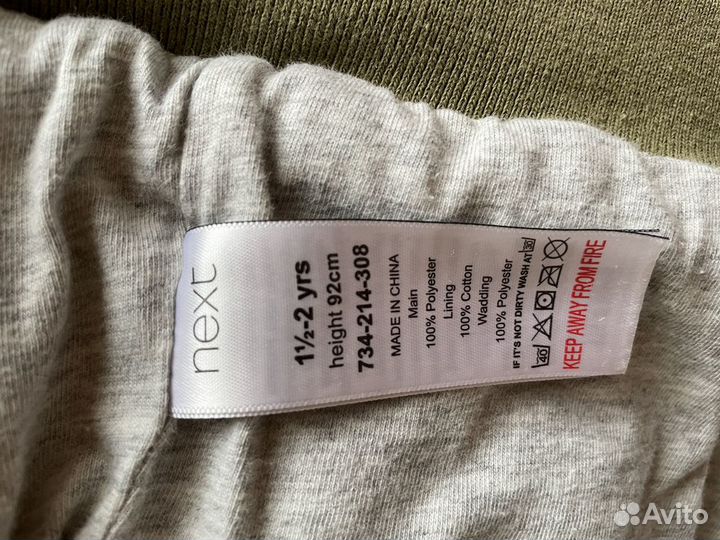 next
1½-2 yrs
height 92cm
734-214-308
MADE IN CHINA
Main
100% Polyester
Lining
100% Cotton
Wadding
100% Polyester
IF IT'S NOT DIRTY WASH AT 30
40
KEEP AWAY FROM FIRE
Avito